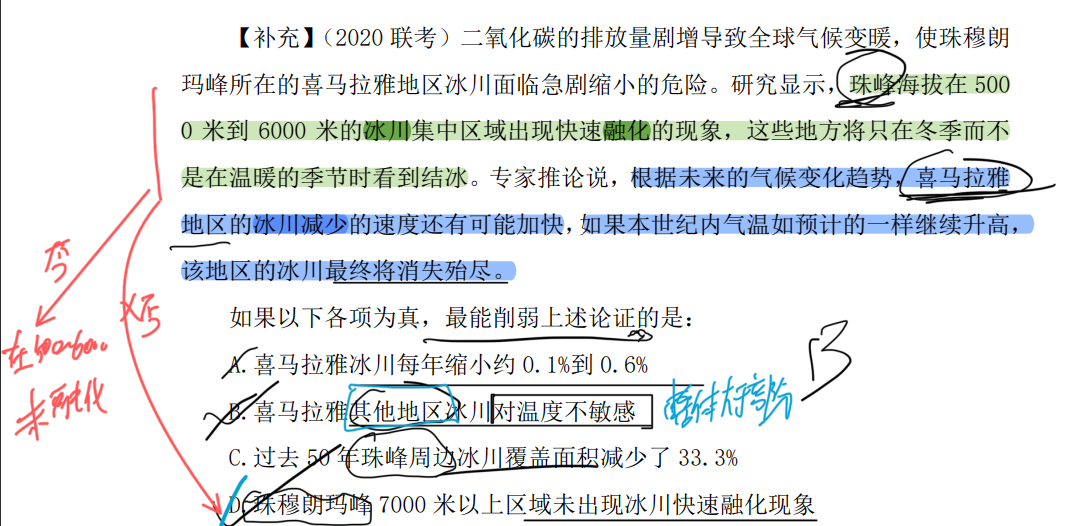 【补充】（2020 联考）二氧化碳的排放量剧增导致全球气候变暖，使珠穆朗
玛峰所在的喜马拉雅地区冰川面临急剧缩小的危险。研究显示，珠峰海拔在 500
0 米到 6000 米的冰川集中区域出现快速融化的现象，这些地方将只在冬季而不
是在温暖的季节时看到结冰。专家推论说，根据未来的气候变化趋势，喜马拉雅
地区的冰川减少的速度还有可能加快，如果本世纪内气温如预计的一样继续升高，
该地区的冰川最终将消失殆尽。
如果以下各项为真，最能削弱上述论证的是：
A.喜马拉雅冰川每年缩小约 0.1%到 0.6%
B.喜马拉雅其他地区冰川对温度不敏感
C.过去 50 年珠峰周边冰川覆盖面积减少了 33.3%
D.珠穆朗玛峰 7000 米以上区域未出现冰川快速融化现象
B
未融化